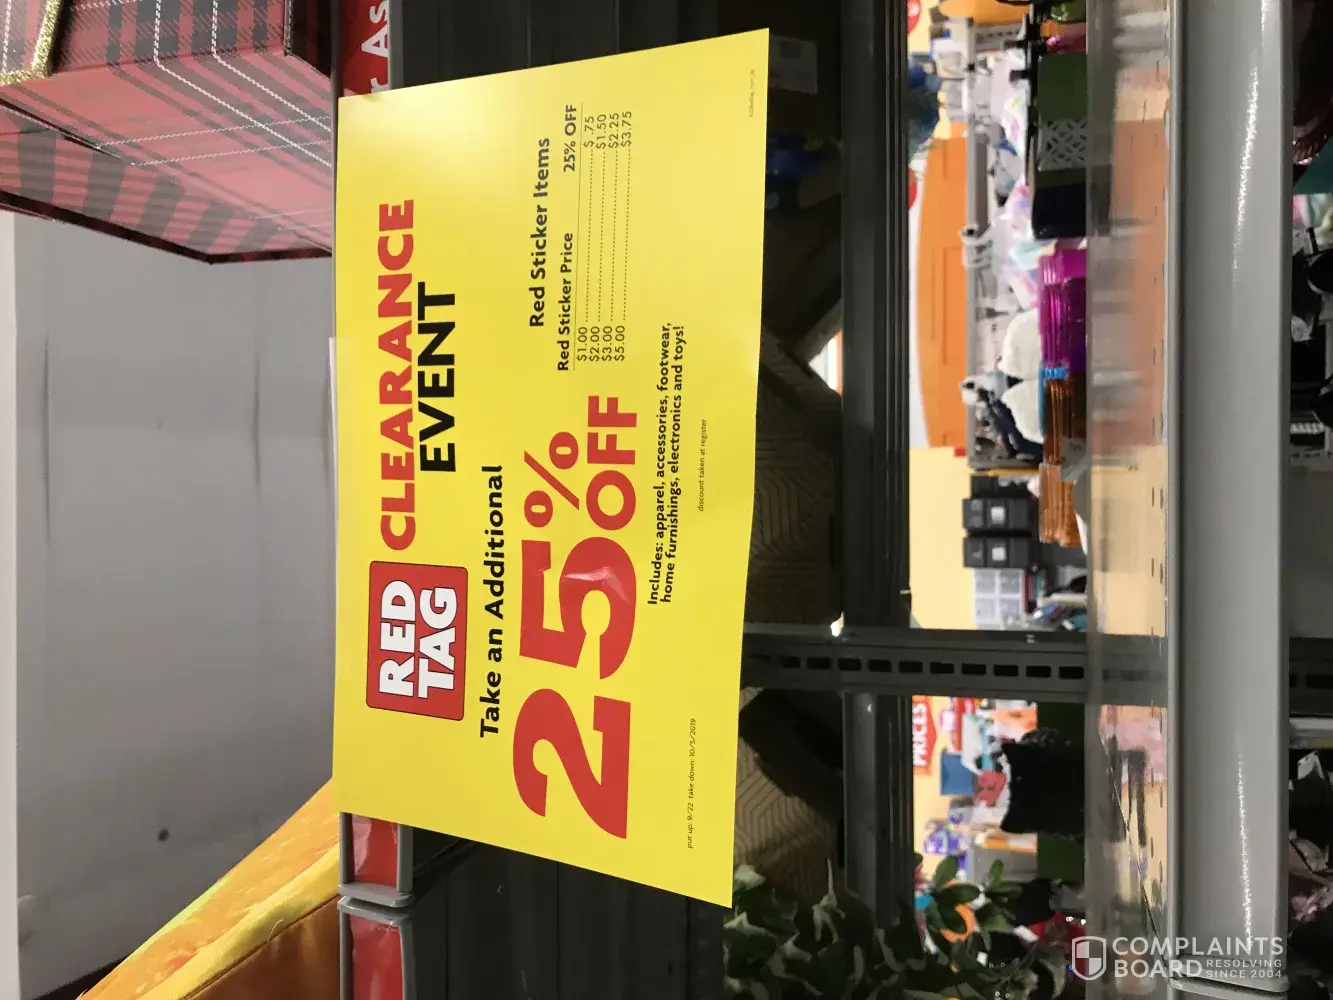 RED
TAG
CLEARANCE
EVENT
Take an Additional
25% OFF
Red Sticker Items
Red Sticker Price 25% OFF
$1.00 ........ $ .75
$2.00 ........ $1.50
$3.00 ........ $2.25
$5.00 ........ $3.75
Includes: apparel, accessories, footwear,
home furnishings, electronics and toys!
discount taken at register
put up: 9/22 take down: 10/5/2019
r As
PRICES
COMPLAINTS
BOARD RESOLVING
SINCE 2004